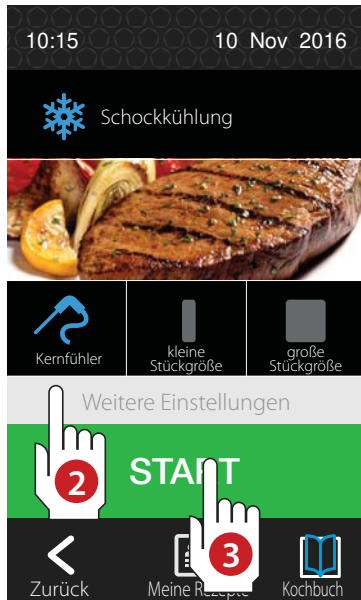 10:15 10 Nov 2016
Schockkühlung
Kernfühler
kleine
Stückgröße
große
Stückgröße
Weitere Einstellungen
START
2
3
Zurück
Meine Rezepte
Kochbuch